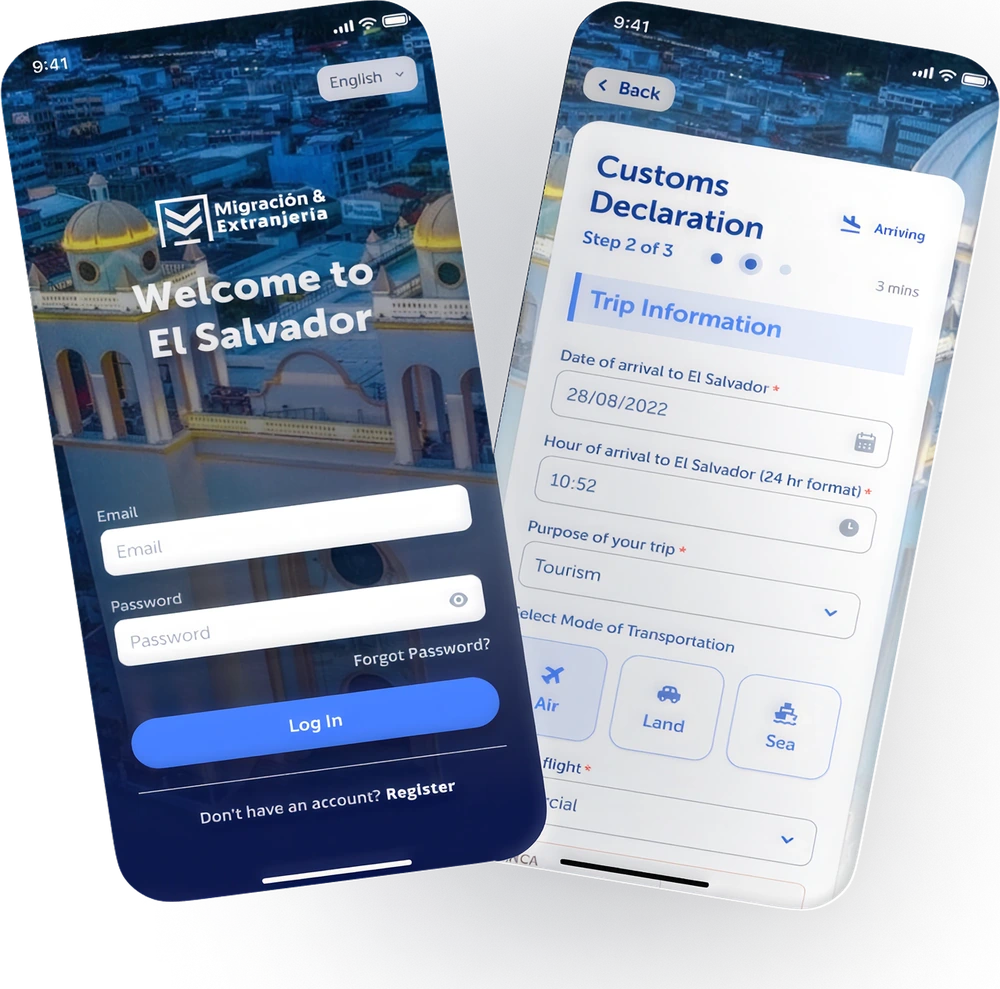 9:41
English
Migración &
Extranjería
Welcome to
El Salvador
Email
Email
Password
Password
Forgot Password?
Log In
Don't have an account? Register
9:41
Back
Customs
Declaration
Arriving
Step 2 of 3
3 mins
Trip Information
Date of arrival to El Salvador *
28/08/2022
Hour of arrival to El Salvador (24 hr format) *
10:52
Purpose of your trip *
Tourism
elect Mode of Transportation
Air
Land
Sea
flight *
rcial
NCA